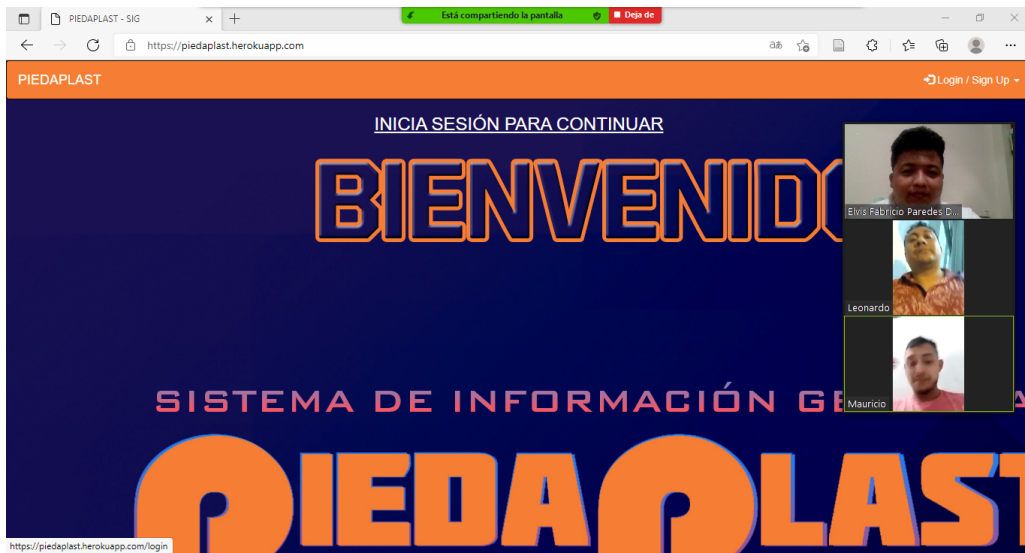 PIEDAPLAST - SIG
Está compartiendo la pantalla
Deja de
https://piedaplast.herokuapp.com
PIEDAPLAST
Login / Sign Up
INICIA SESIÓN PARA CONTINUAR
BIENVENIDO
Elvis Fabricio Paredes D...
Leonardo
Mauricio
SISTEMA DE INFORMACIÓN GE
PIEDAPLAST
https://piedaplast.herokuapp.com/login